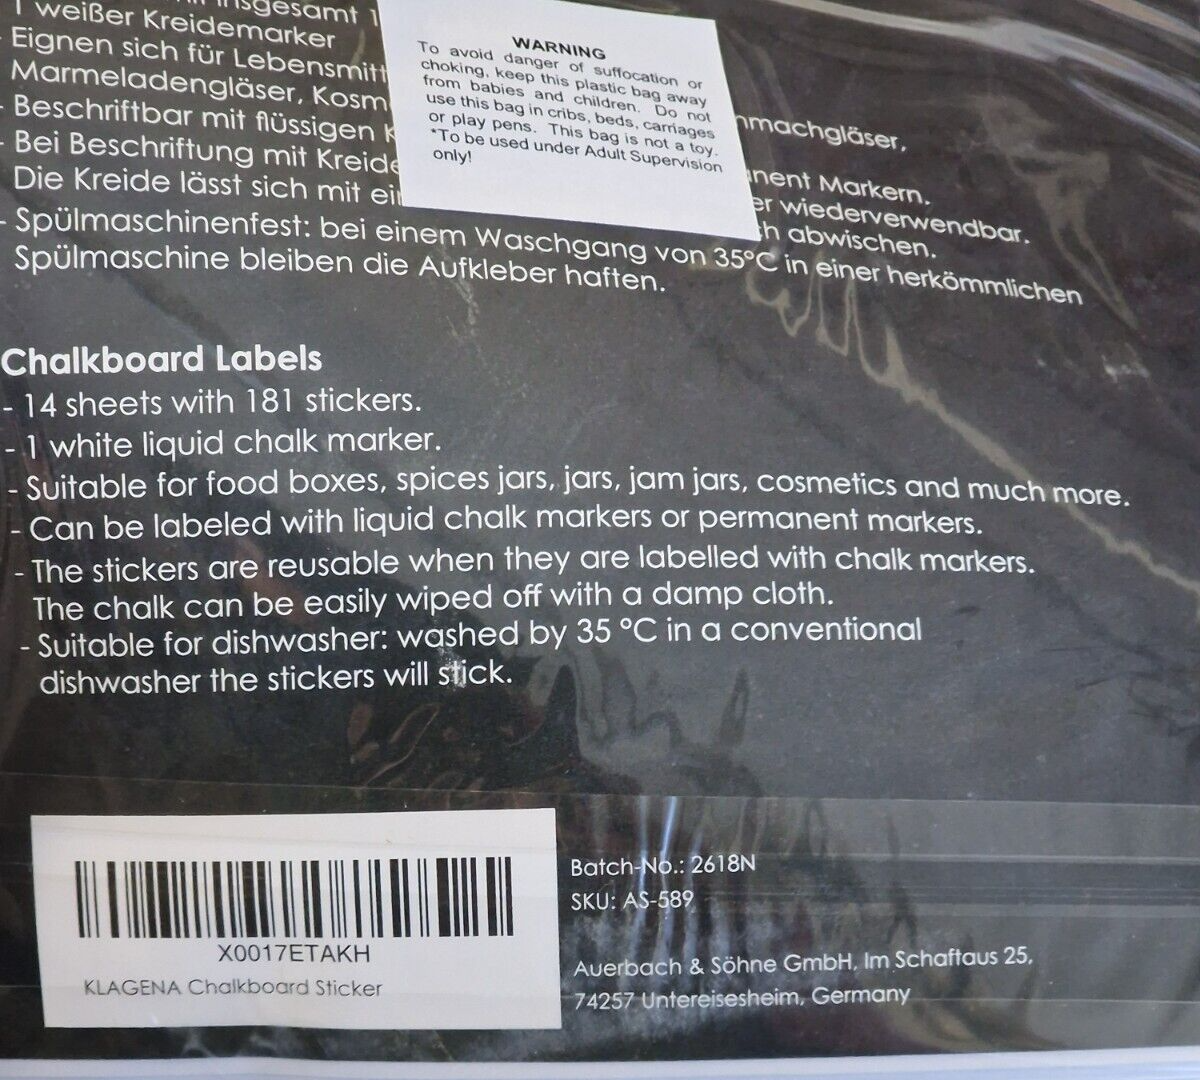 insgesamt 1
1 weißer Kreidemarker
Eignen sich für
Marmeladengläser,
- Beschriftbar mit flüssigen
- Bei Beschriftung mit
Die Kreide lässt sich mit
Markern.
wiederverwendbar.
abwischen.
- Spülmaschinenfest: bei einem Waschgang von 35°C in einer herkömmlichen
Spülmaschine bleiben die Aufkleber haften.
WARNING
To avoid danger of suffocation or
choking, keep this plastic bag away
from babies and children. Do not
use this bag in cribs, beds, carriages
or play pens. This bag is not a toy.
*To be used under Adult Supervision
only!
Chalkboard Labels
- 14 sheets with 181 stickers.
- 1 white liquid chalk marker.
- Suitable for food boxes, spices jars, jars, jam jars, cosmetics and much more.
- Can be labeled with liquid chalk markers or permanent markers.
- The stickers are reusable when they are labelled with chalk markers.
The chalk can be easily wiped off with a damp cloth.
- Suitable for dishwasher: washed by 35 °C in a conventional
dishwasher the stickers will stick.
X0017ETAKH
KLAGENA Chalkboard Sticker
Batch-No.: 2618N
SKU: AS-589
Auerbach & Söhne GmbH, Im Schaftaus 25,
74257 Untereisesheim, Germany